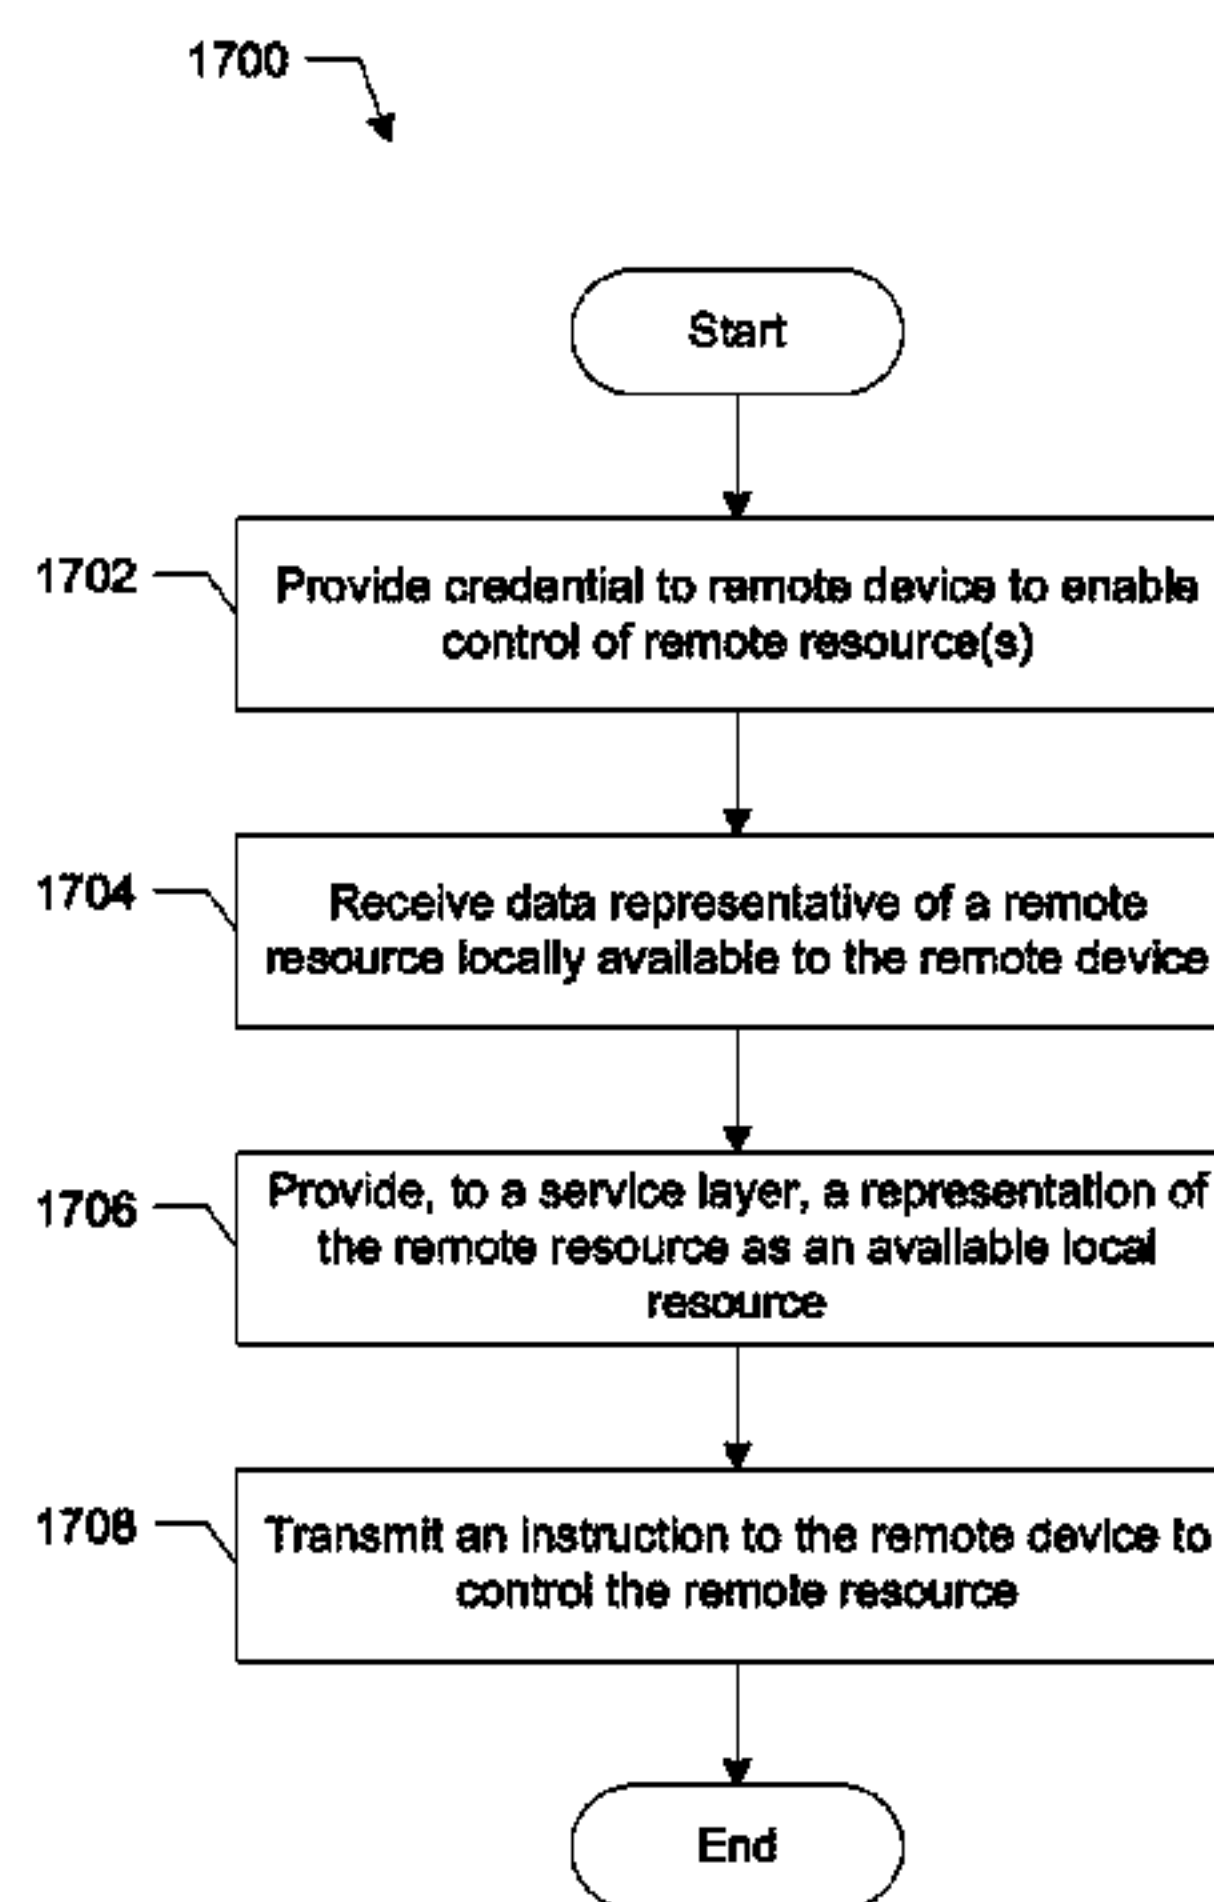 1700
Start
1702
Provide credential to remote device to enable
control of remote resource(s)
1704
Receive data representative of a remote
resource locally available to the remote device
1706
Provide, to a service layer, a representation of
the remote resource as an available local
resource
1708
Transmit an instruction to the remote device to
control the remote resource
End